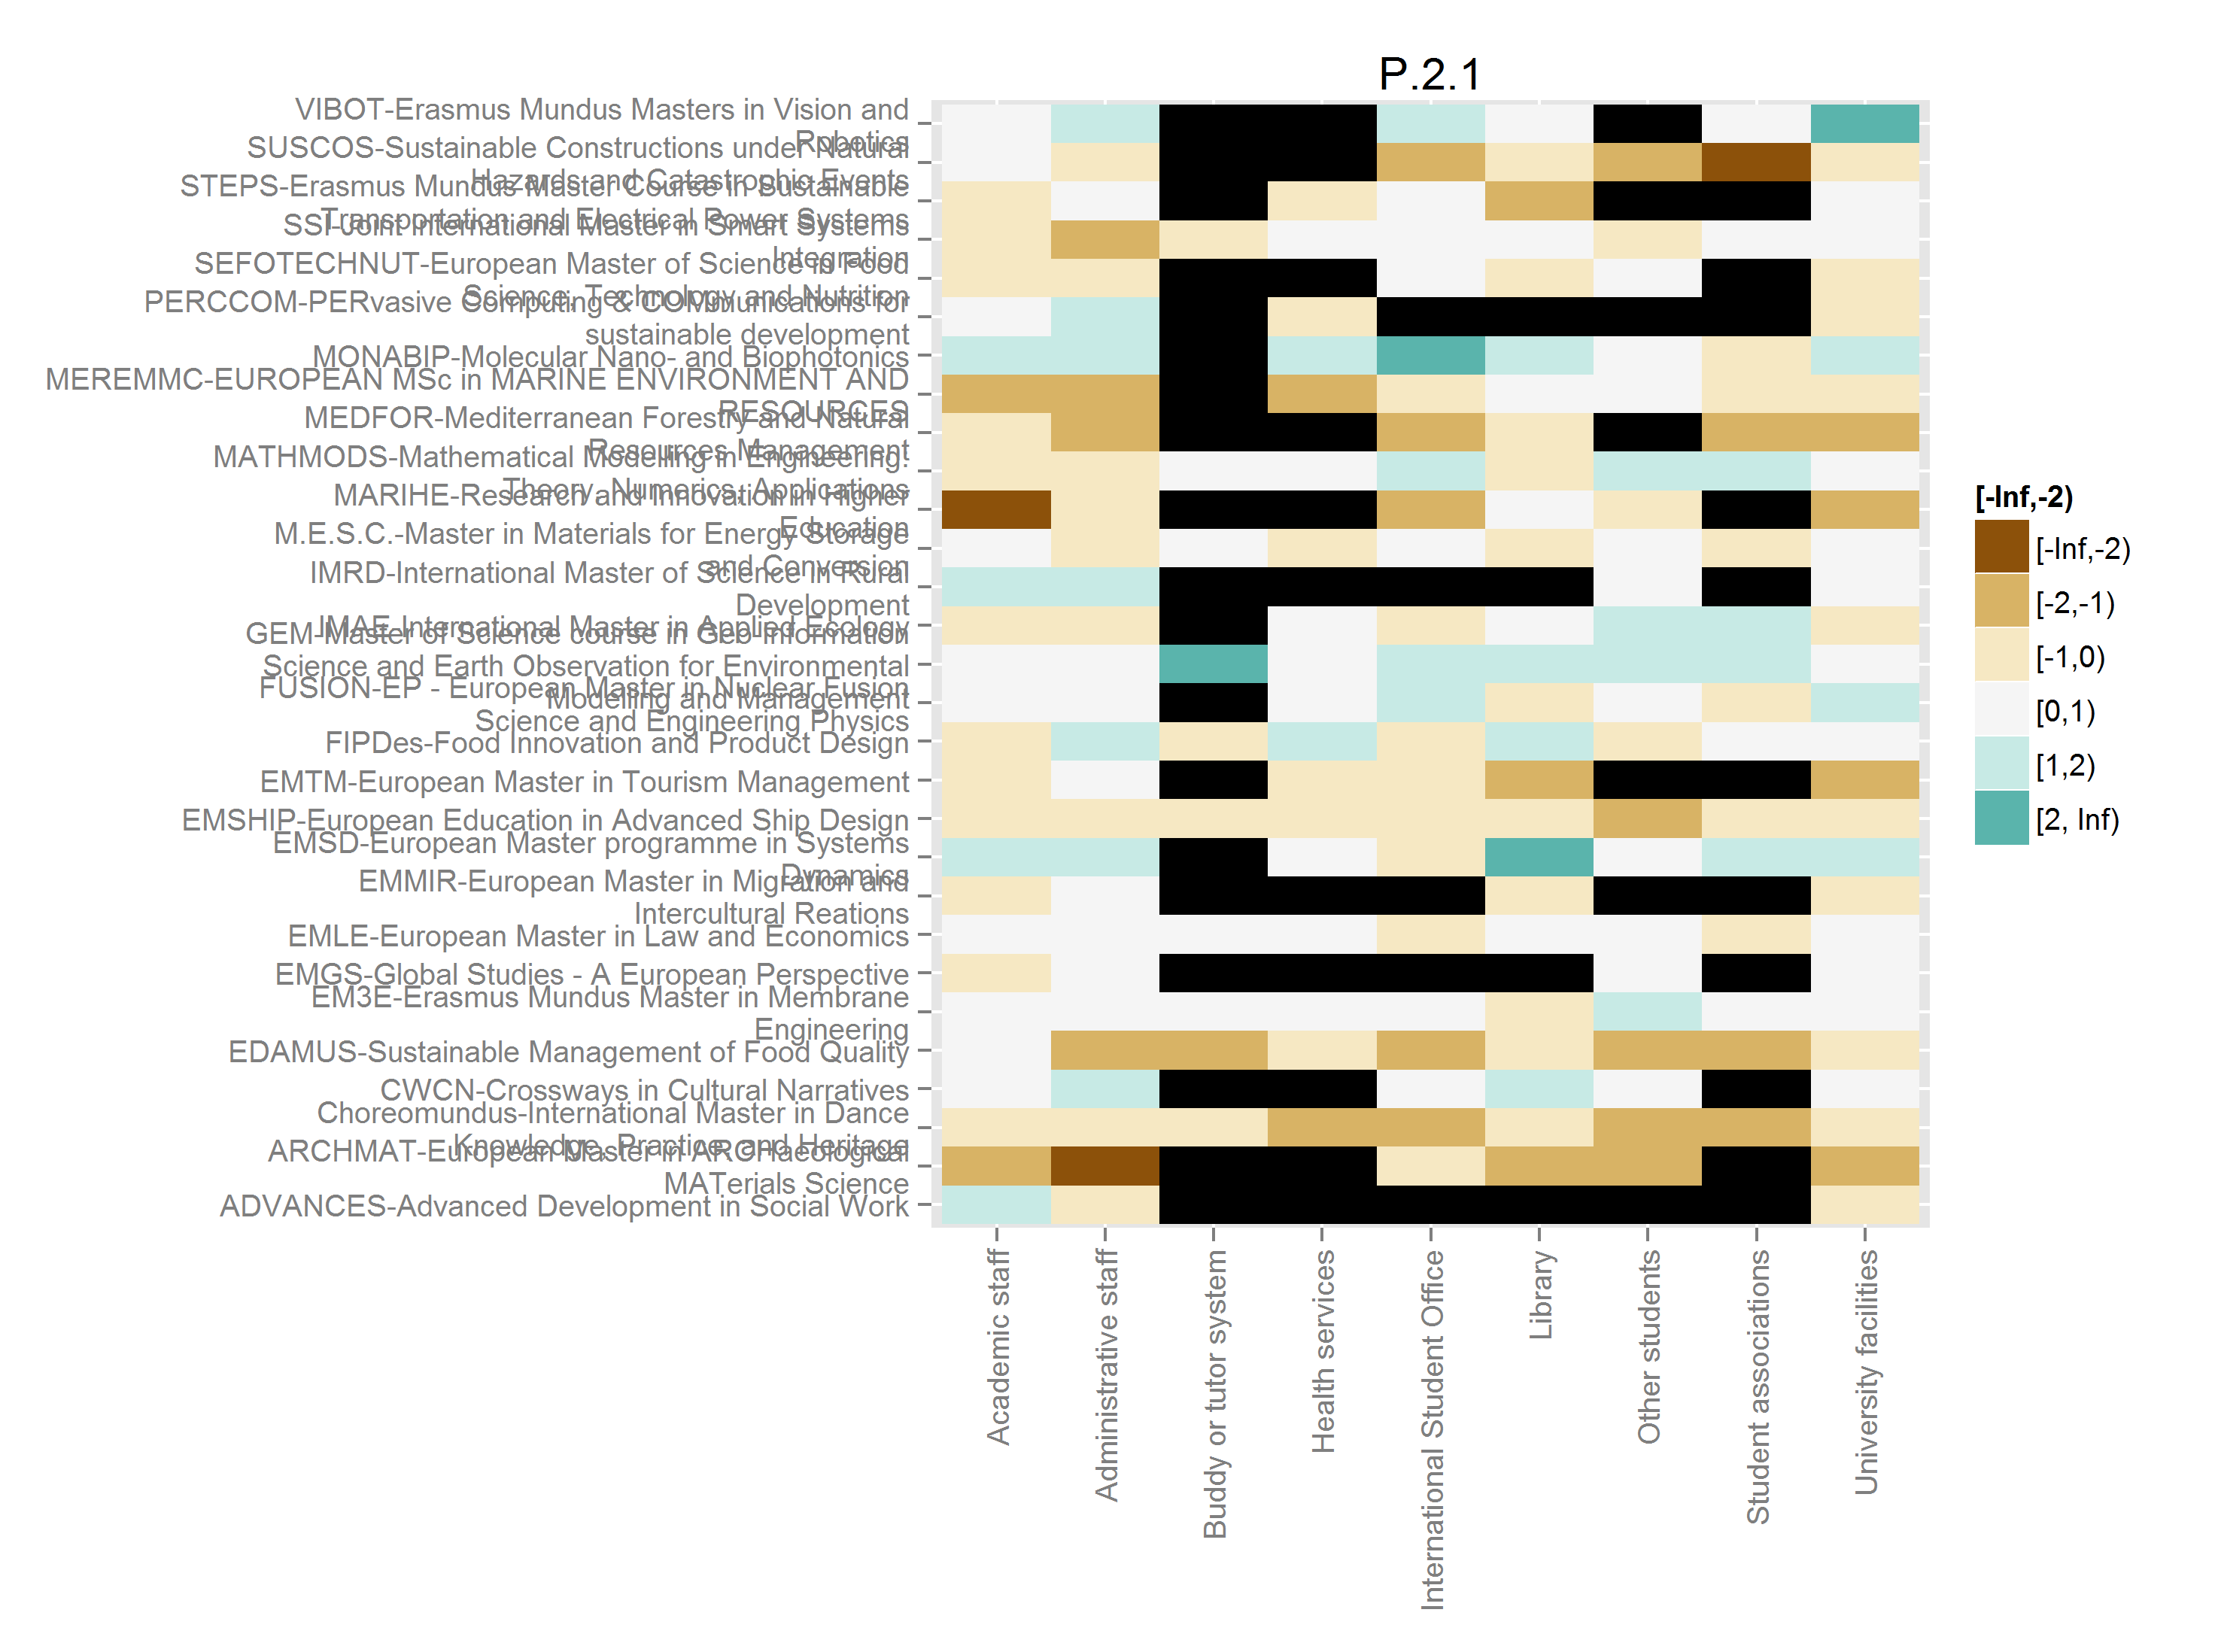 P.2.1
VIBOT-Erasmus Mundus Masters in Vision and
Robotics
SUSCOS-Sustainable Constructions under Natural
Hazards and Catastrophic Events
STEPS-Erasmus Mundus Master Course in Sustainable
Transportation and Electrical Power Systems
SSI-Joint International Master in Smart Systems
Integration
SEFOTECHNUT-European Master of Science in Food
Science, Technology and Nutrition
PERCCOM-PERvasive Computing & COMmunications for
sustainable development
MONABIP-Molecular Nano- and Biophotonics
MEREMMC-EUROPEAN MSc in MARINE ENVIRONMENT AND
RESOURCES
MEDFOR-Mediterranean Forestry and Natural
Resources Management
MATHMODS-Mathematical Modelling in Engineering:
Theory, Numerics, Applications
MARIHE-Research and Innovation in Higher
Education
M.E.S.C.-Master in Materials for Energy Storage
and Conversion
IMRD-International Master of Science in Rural
Development
IMAE-International Master in Applied Ecology
GEM-Master of Science course in Geo-Information
Science and Earth Observation for Environmental
Modelling and Management
FUSION-EP - European Master in Nuclear Fusion
Science and Engineering Physics
FIPDes-Food Innovation and Product Design
EMTM-European Master in Tourism Management
EMSHIP-European Education in Advanced Ship Design
EMSD-European Master programme in Systems
Dynamics
EMMIR-European Master in Migration and
Intercultural Reations
EMLE-European Master in Law and Economics
EMGS-Global Studies - A European Perspective
EM3E-Erasmus Mundus Master in Membrane
Engineering
EDAMUS-Sustainable Management of Food Quality
CWCN-Crossways in Cultural Narratives
Choreomundus-International Master in Dance
Knowledge, Practice, and Heritage
ARCHMAT-European Master in ARCHaeological
MATerials Science
ADVANCES-Advanced Development in Social Work
Academic staff
Administrative staff
Buddy or tutor system
Health services
International Student Office
Library
Other students
Student associations
University facilities
[-Inf,-2)
[-Inf,-2)
[-2,-1)
[-1,0)
[0,1)
[1,2)
[2, Inf)